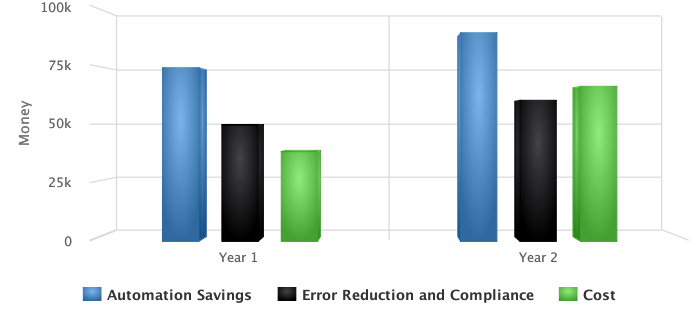 100k
75k
50k
25k
0
Money
Year 1 Year 2
Automation Savings Error Reduction and Compliance Cost